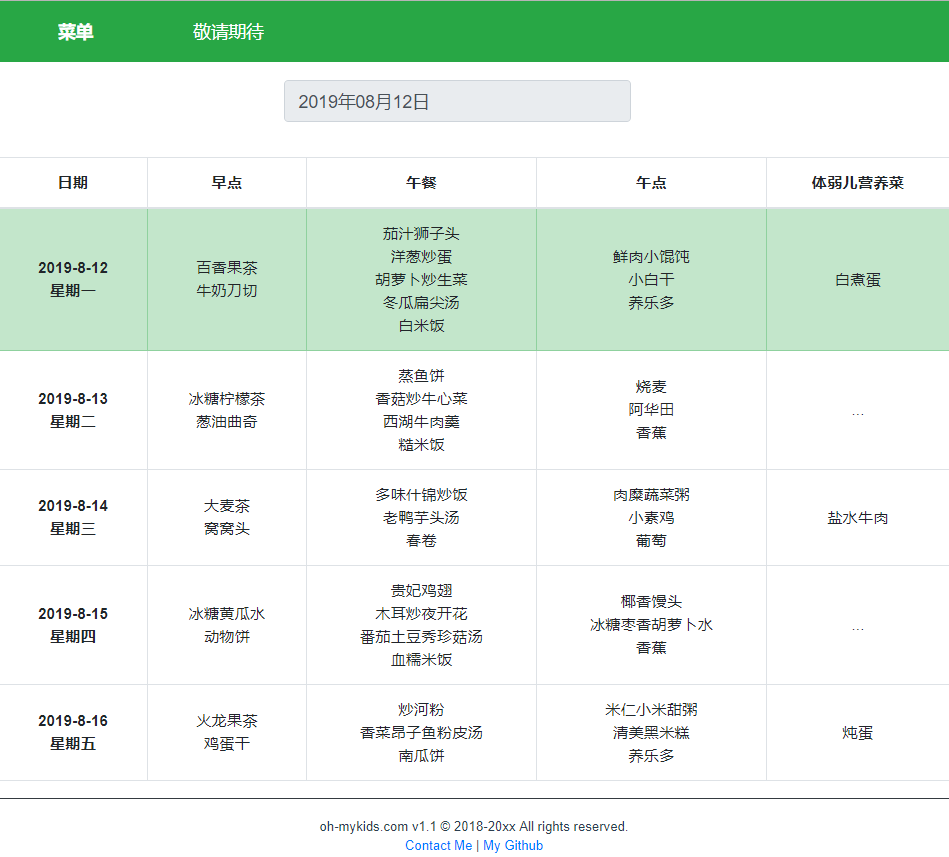 菜单 敬请期待
2019年08月12日
日期 早点 午餐 午点 体弱儿营养菜
2019-8-12
星期一
百香果茶
牛奶刀切
茄汁狮子头
洋葱炒蛋
胡萝卜炒生菜
冬瓜扁尖汤
白米饭
鲜肉小馄饨
小白干
养乐多
白煮蛋
2019-8-13
星期二
冰糖柠檬茶
葱油曲奇
蒸鱼饼
香菇炒牛心菜
西湖牛肉羹
糙米饭
烧麦
阿华田
香蕉
...
2019-8-14
星期三
大麦茶
窝窝头
多味什锦炒饭
老鸭芋头汤
春卷
肉糜蔬菜粥
小素鸡
葡萄
盐水牛肉
2019-8-15
星期四
冰糖黄瓜水
动物饼
贵妃鸡翅
木耳炒夜开花
番茄土豆秀珍菇汤
血糯米饭
椰香馒头
冰糖枣香胡萝卜水
香蕉
...
2019-8-16
星期五
火龙果茶
鸡蛋干
炒河粉
香菜昂子鱼粉皮汤
南瓜饼
米仁小米甜粥
清美黑米糕
养乐多
炖蛋
oh-mykids.com v1.1 © 2018-20xx All rights reserved.
Contact Me | My Github